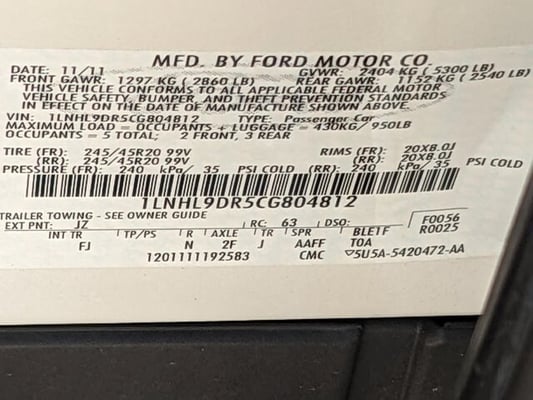 MFD. BY FORD MOTOR CO.
DATE: 11/11 GVWR: 2404 KG ( 5300 LB)
FRONT GAWR: 1297 KG ( 2860 LB) REAR GAWR: 1152 KG ( 2540 LB)
THIS VEHICLE CONFORMS TO ALL APPLICABLE FEDERAL MOTOR
VEHICLE SAFETY, BUMPER, AND THEFT PREVENTION STANDARDS
IN EFFECT ON THE DATE OF MANUFACTURE SHOWN ABOVE.
VIN: 1LNHL9DR5CG804812 TYPE: Passenger Car
MAXIMUM LOAD = OCCUPANTS + LUGGAGE = 430KG/ 950LB
OCCUPANTS = 5 TOTAL: 2 FRONT, 3 REAR
TIRE (FR): 245/45R20 99V RIMS (FR): 20X8.0J
(RR): 245/45R20 99V (RR): 20X8.0J
PRESSURE (FR): 240 kPa/ 35 PSI COLD (RR): 240 kPa/ 35 PSI COLD
1LNHL9DR5CG804812
TRAILER TOWING - SEE OWNER GUIDE
EXT PNT: JZ RC: 63 DSO: F0056
INT TR TP/PS R AXLE TR SPR BLETF R0025
FJ N 2F J AAFF TOA
1201111192583 CMC ▽5U5A-5420472-AA